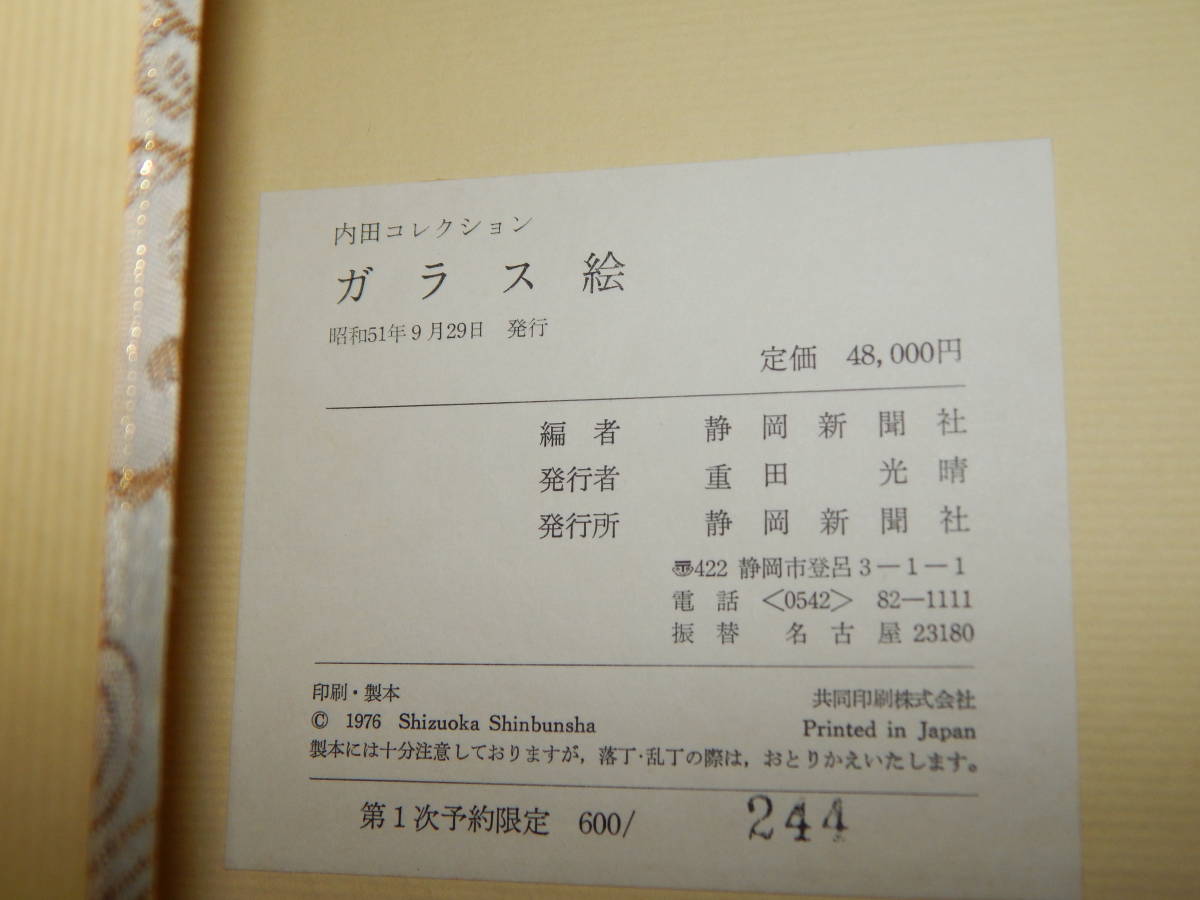 内田コレクション
ガラス絵
昭和51年9月29日 発行
定価 48,000円
編者 静岡新聞社
発行者 重田 光晴
発行所 静岡新聞社
〠422 静岡市登呂3―1―1
電話 <0542> 82―1111
振替 名古屋23180
印刷・製本 共同印刷株式会社
© 1976 Shizuoka Shinbunsha Printed in Japan
製本には十分注意しておりますが，落丁・乱丁の際は，おとりかえいたします。
第1次予約限定 600/ 244